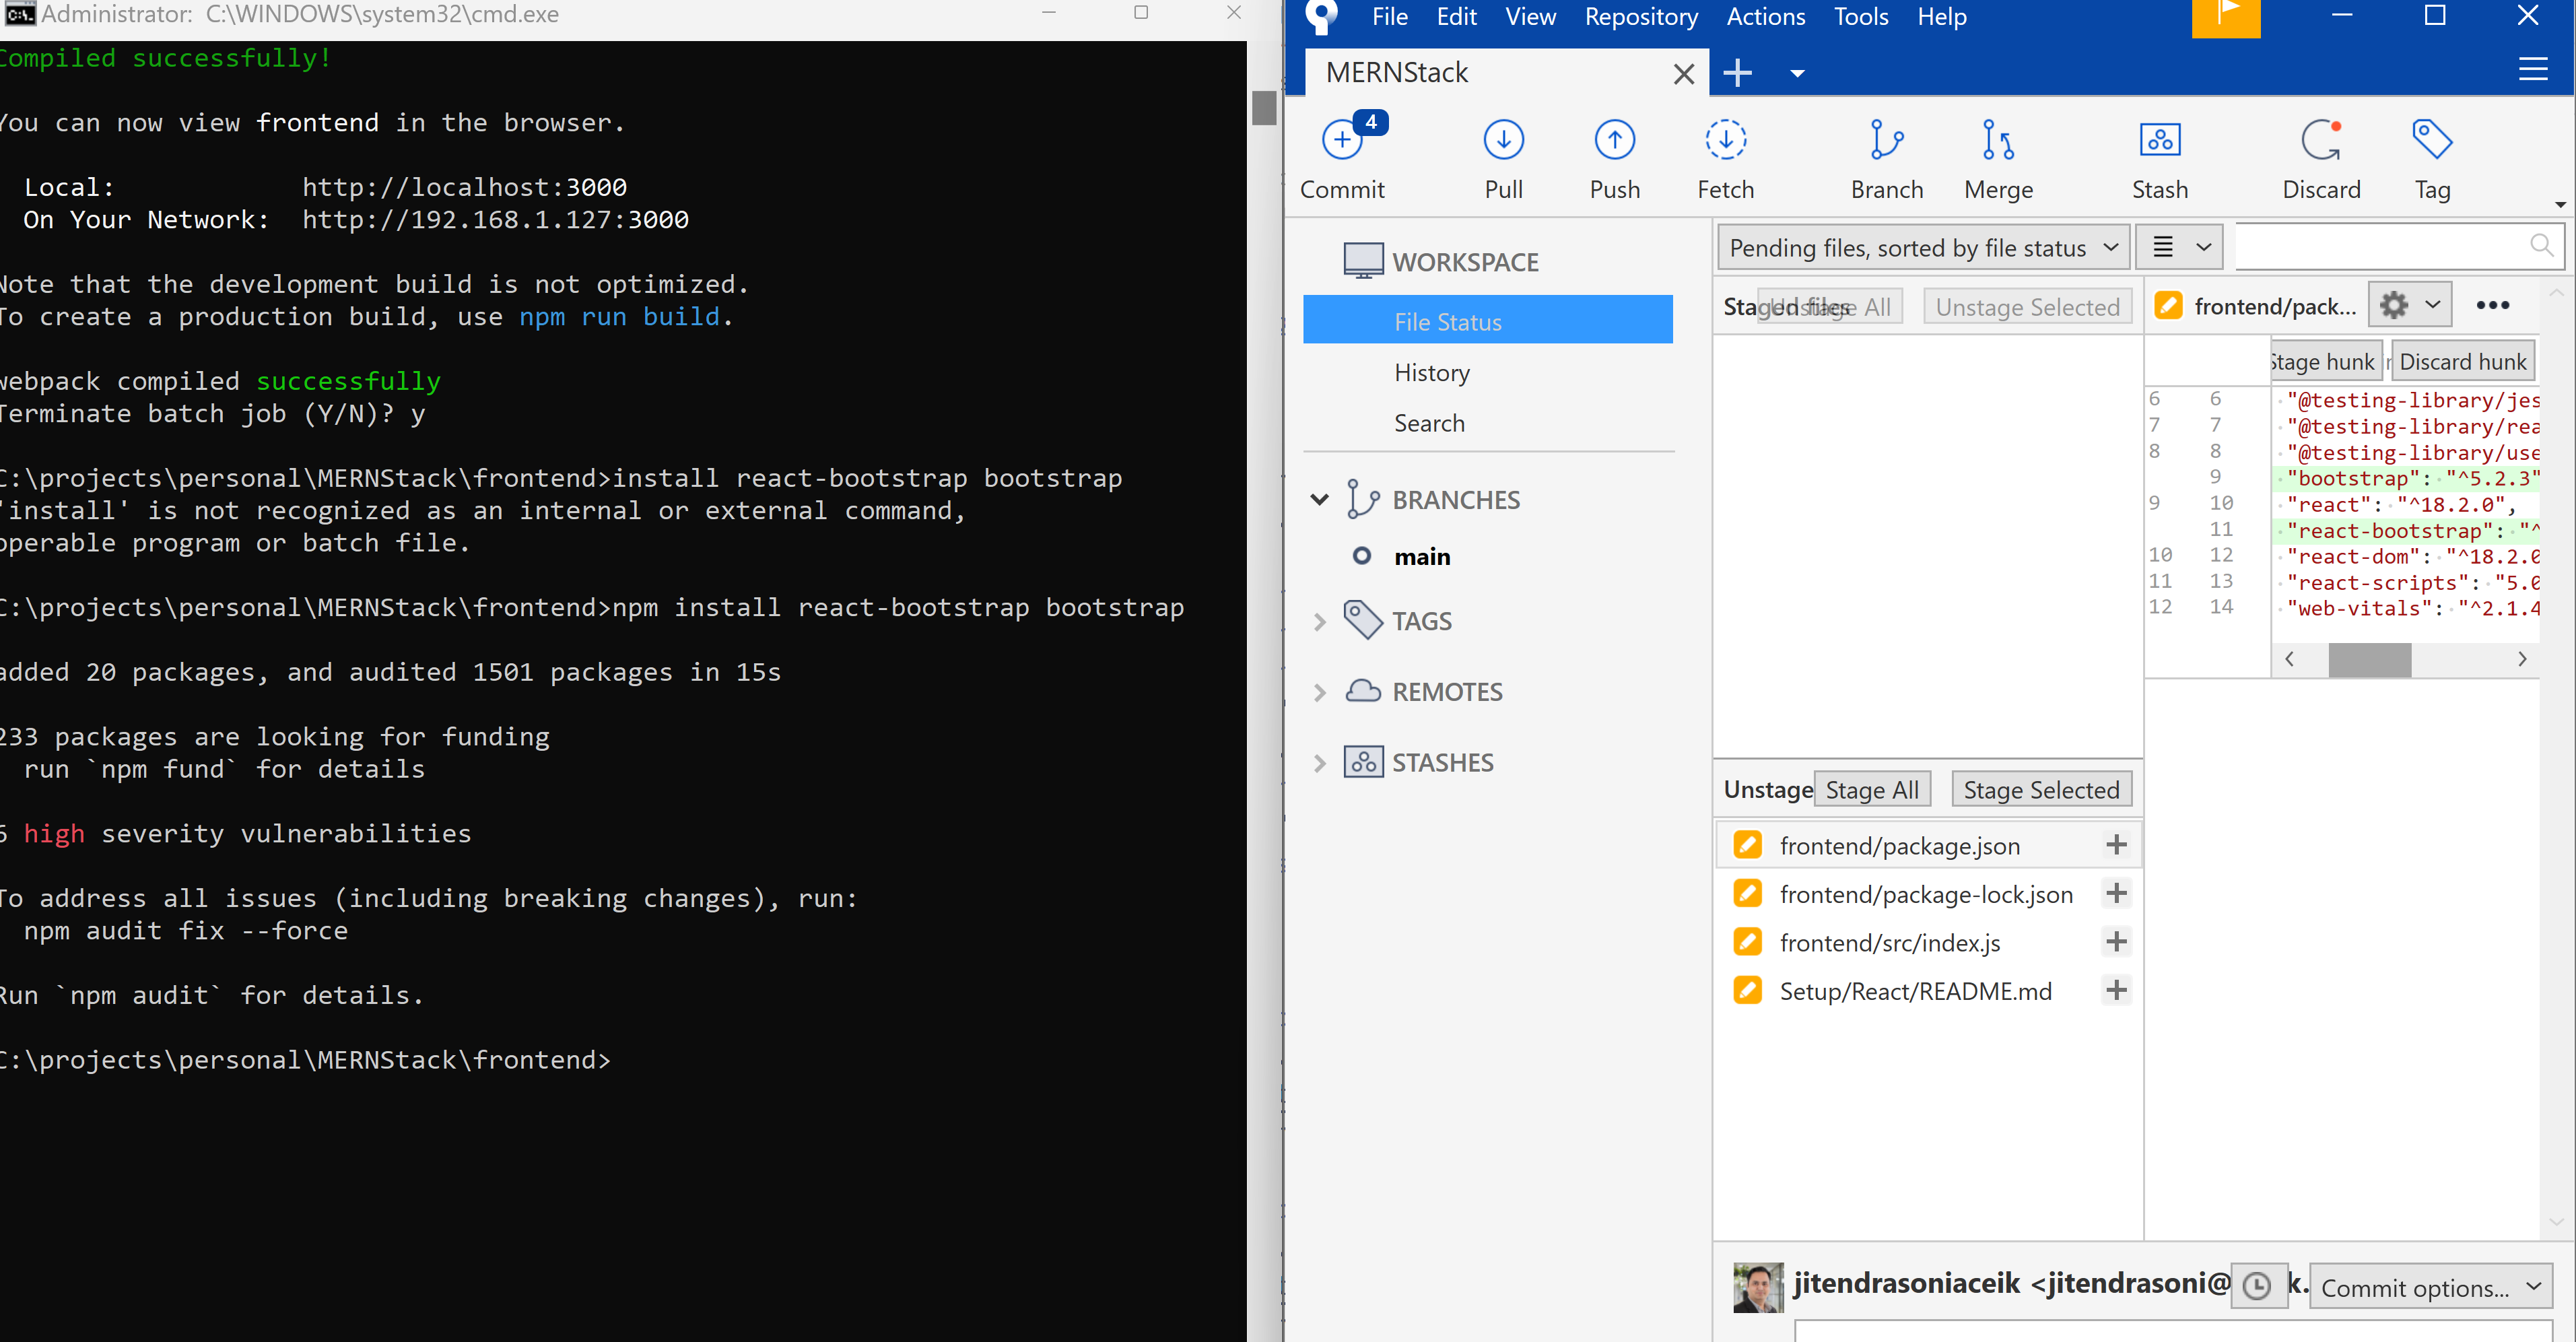 Administrator: C:\WINDOWS\system32\cmd.exe
Compiled successfully!
You can now view frontend in the browser.
Local: http://localhost:3000
On Your Network: http://192.168.1.127:3000
Note that the development build is not optimized.
To create a production build, use npm run build.
webpack compiled successfully
Terminate batch job (Y/N)? y
C:\projects\personal\MERNStack\frontend>install react-bootstrap bootstrap
'install' is not recognized as an internal or external command,
operable program or batch file.
C:\projects\personal\MERNStack\frontend>npm install react-bootstrap bootstrap
added 20 packages, and audited 1501 packages in 15s
233 packages are looking for funding
run `npm fund` for details
6 high severity vulnerabilities
To address all issues (including breaking changes), run:
npm audit fix --force
Run `npm audit` for details.
C:\projects\personal\MERNStack\frontend>
File Edit View Repository Actions Tools Help
MERNStack
4
Commit Pull Push Fetch Branch Merge Stash Discard Tag
WORKSPACE
File Status
History
Search
BRANCHES
main
TAGS
REMOTES
STASHES
Pending files, sorted by file status
Staged files Unstage All Unstage Selected
frontend/pack...
Stage hunk Discard hunk
6 6 "@testing-library/jes
7 7 "@testing-library/rea
8 8 "@testing-library/use
9 "bootstrap": "^5.2.3"
9 10 "react": "^18.2.0",
11 "react-bootstrap": "^
10 12 "react-dom": "^18.2.0
11 13 "react-scripts": "5.0
12 14 "web-vitals": "^2.1.4
Unstage Stage All Stage Selected
frontend/package.json
frontend/package-lock.json
frontend/src/index.js
Setup/React/README.md
jitendrasoniaceik <jitendrasoni@ k.
Commit options...